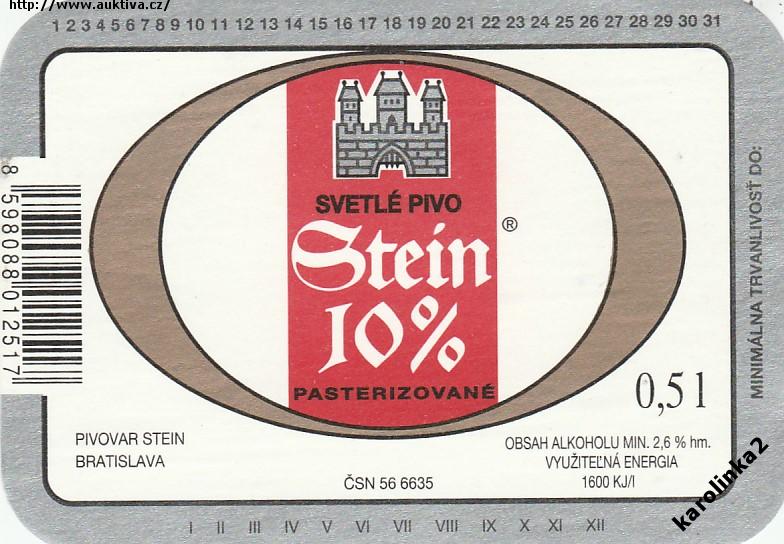 http://www.auktiva.cz/
1 2 3 4 5 6 7 8 9 10 11 12 13 14 15 16 17 18 19 20 21 22 23 24 25 26 27 28 29 30 31
SVETLÉ PIVO
Stein ®
10%
PASTERIZOVANÉ
0,5 l
PIVOVAR STEIN
BRATISLAVA
ČSN 56 6635
OBSAH ALKOHOLU MIN. 2,6 % hm.
VYUŽITEĽNÁ ENERGIA
1600 KJ/l
I II III IV V VI VII VIII IX X XI XII
MINIMÁLNA TRVANLIVOSŤ DO:
8 598088 012517
karolinka2